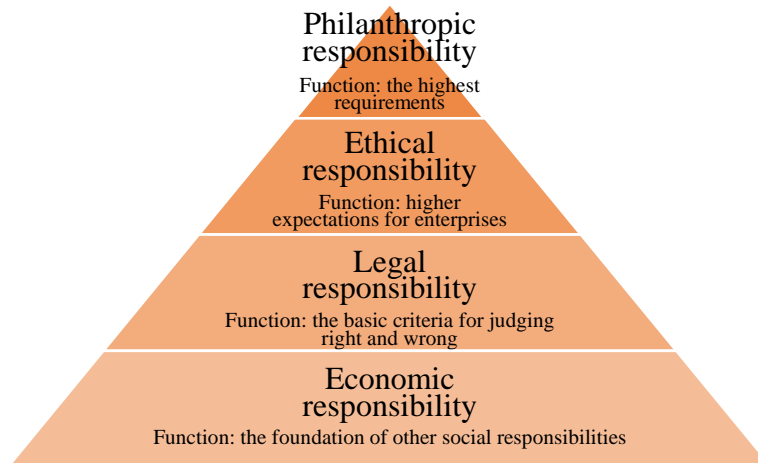 Philanthropic
responsibility
Function: the highest
requirements
Ethical
responsibility
Function: higher
expectations for enterprises
Legal
responsibility
Function: the basic criteria for judging
right and wrong
Economic
responsibility
Function: the foundation of other social responsibilities